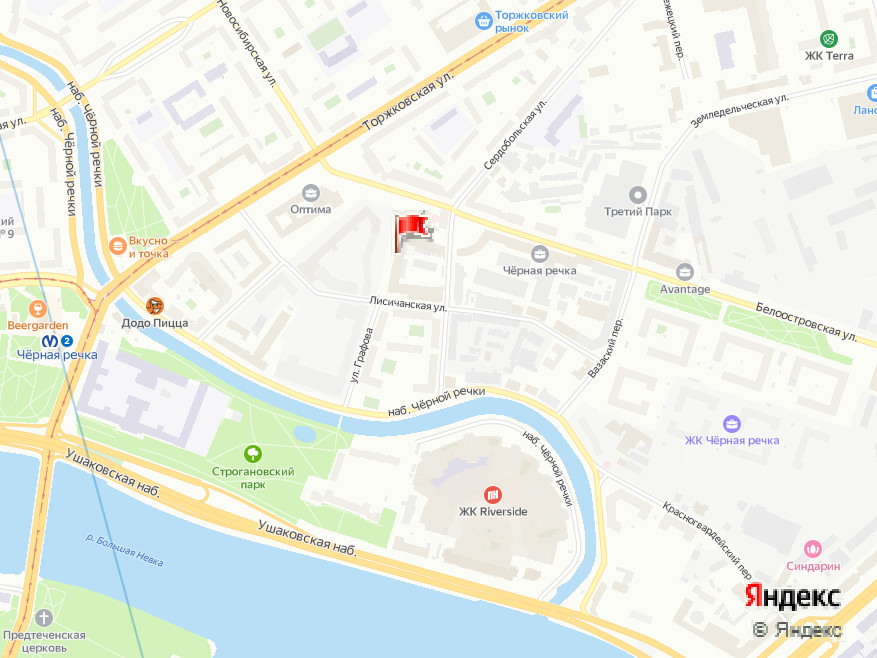 Новосибирская ул.
Торжковский
рынок
ЖК Terra
Торжковская ул.
Земледельческая ул.
Сердобольская ул.
наб. Чёрной речки
наб. Чёрной речки
Оптима
Третий Парк
№ 9
Вкусно —
и точка
Чёрная речка
Avantage
Beergarden
Додо Пицца
Лисичанская ул.
Белоостровская ул.
2
Чёрная речка
ул. Графова
Вазаский пер.
наб. Чёрной речки
ЖК Чёрная речка
наб. Чёрной речки
Строгановский
парк
Ушаковская наб.
ЖК Riverside
Красногвардейский пер.
Ушаковская наб.
р. Большая Невка
Синдарин
Яндекс
© Яндекс
Предтеченская
церковь